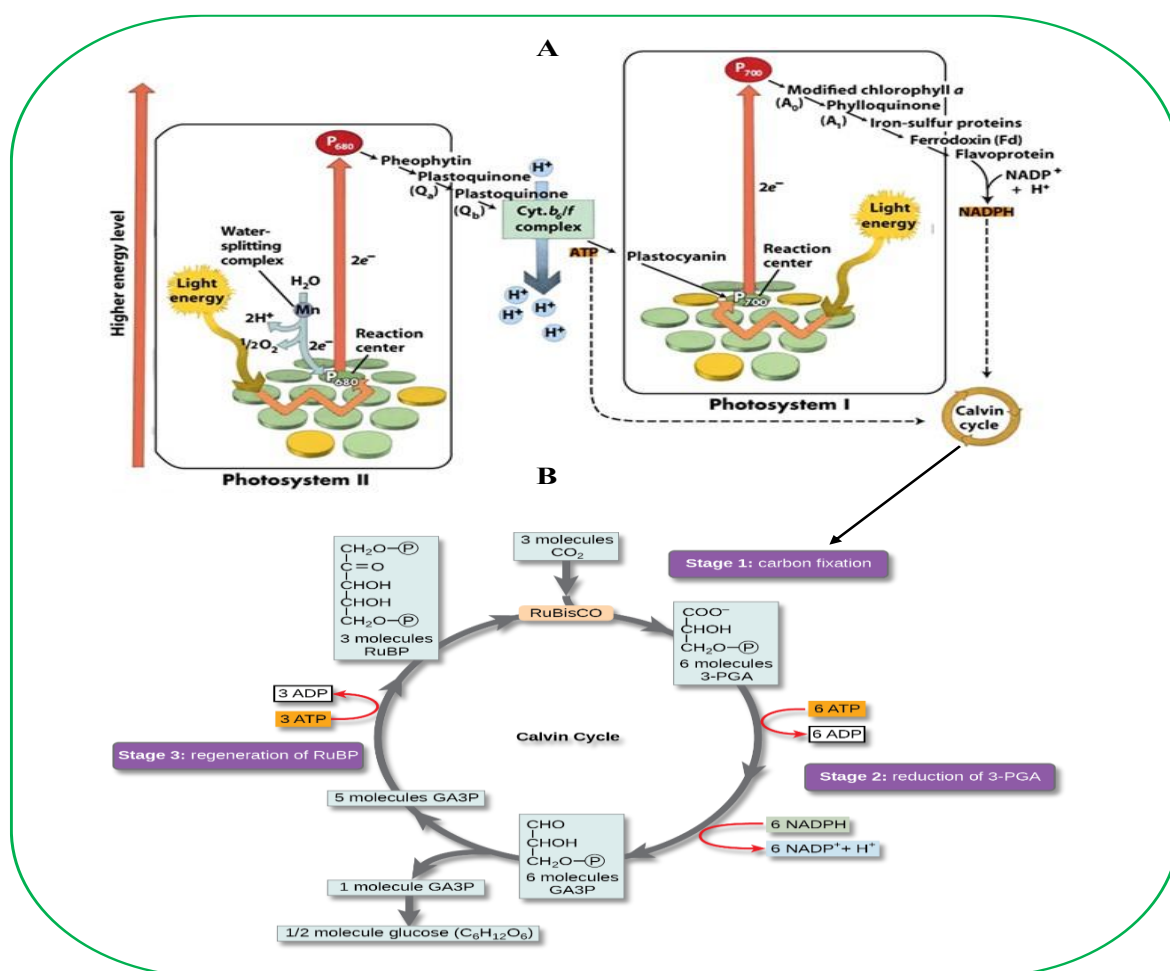 A
Higher energy level
P680
Pheophytin
Plastoquinone
(Qa)
Plastoquinone
(Qb)
H+
Cyt. b6/f
complex
ATP
Plastocyanin
H+
H+
H+
H+
H+
Water-
splitting
complex
H2O
Mn
2H+
1/2O2
2e−
2e−
Light
energy
Reaction
center
P680
Photosystem II
P700
Modified chlorophyll a
(A0)
Phylloquinone
(A1)
Iron-sulfur proteins
Ferrodoxin (Fd)
Flavoprotein
NADP+
+ H+
NADPH
2e−
Light
energy
Reaction
center
P700
Photosystem I
Calvin
cycle
B
3 molecules
CO2
Stage 1: carbon fixation
RuBisCO
CH2O—P
C=O
CHOH
CHOH
CH2O—P
3 molecules
RuBP
COO−
CHOH
CH2O—P
6 molecules
3-PGA
3 ADP
3 ATP
6 ATP
6 ADP
Calvin Cycle
Stage 3: regeneration of RuBP
Stage 2: reduction of 3-PGA
5 molecules GA3P
CHO
CHOH
CH2O—P
6 molecules
GA3P
6 NADPH
6 NADP+ + H+
1 molecule GA3P
1/2 molecule glucose (C6H12O6)